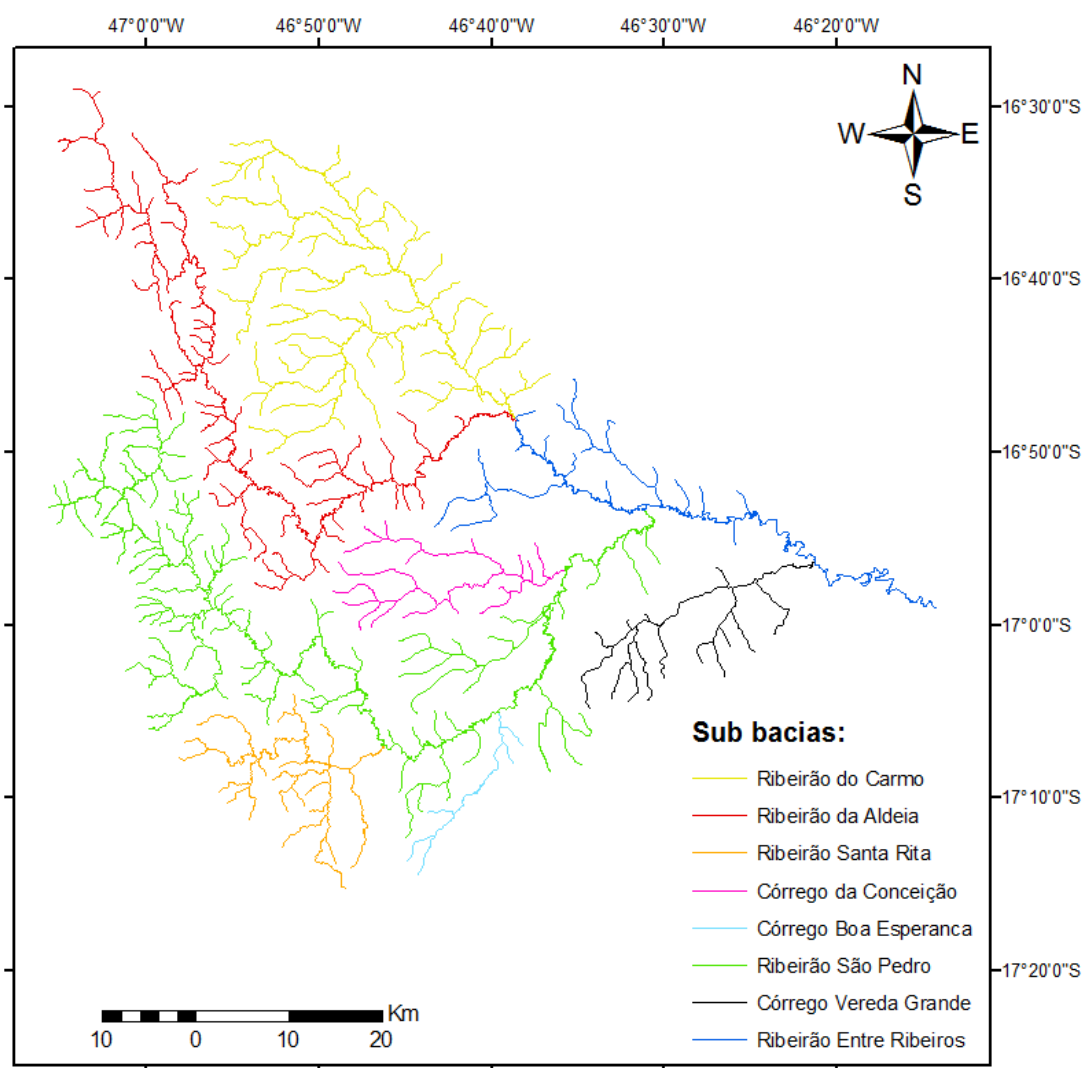 47°0'0"W 46°50'0"W 46°40'0"W 46°30'0"W 46°20'0"W
N
W E
S
16°30'0"S
16°40'0"S
16°50'0"S
17°0'0"S
17°10'0"S
17°20'0"S
Sub bacias:
Ribeirão do Carmo
Ribeirão da Aldeia
Ribeirão Santa Rita
Córrego da Conceição
Córrego Boa Esperanca
Ribeirão São Pedro
Córrego Vereda Grande
Ribeirão Entre Ribeiros
Km
10 0 10 20